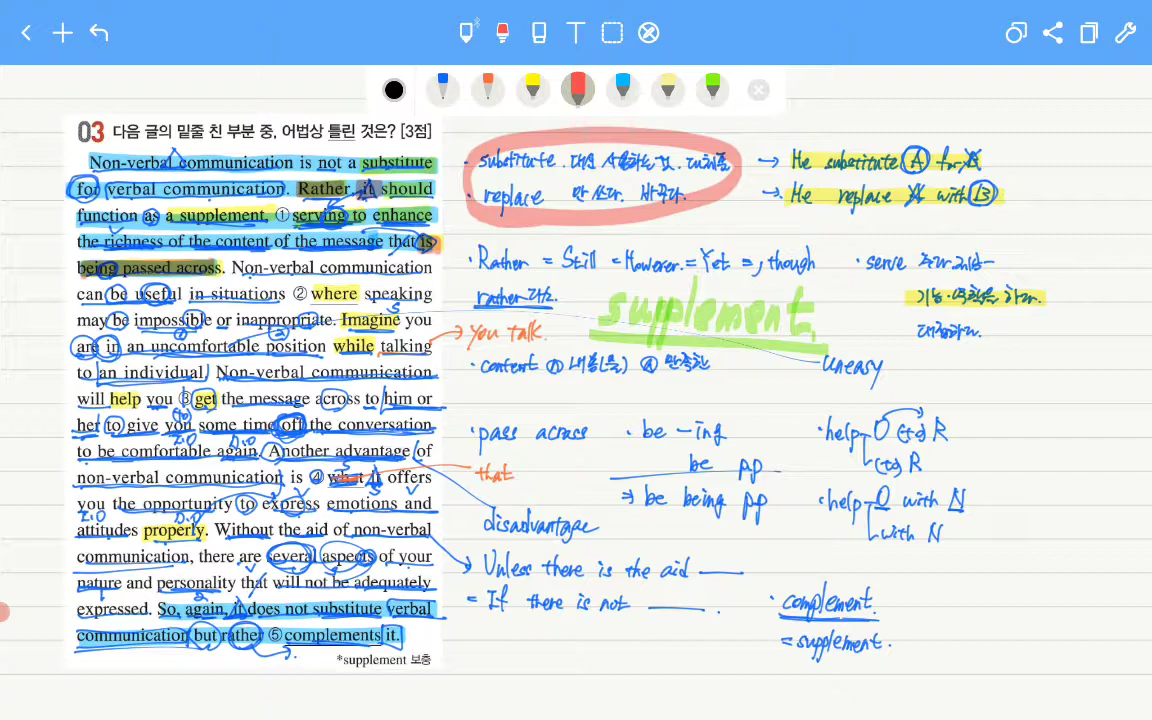 03 다음 글의 밑줄 친 부분 중, 어법상 틀린 것은? [3점]
Non-verbal communication is not a substitute
for verbal communication. Rather, it should
function as a supplement, ① serving to enhance
the richness of the content of the message that is
being passed across. Non-verbal communication
can be useful in situations ② where speaking
may be impossible or inappropriate. Imagine you
are in an uncomfortable position while talking
to an individual. Non-verbal communication
will help you ③ get the message across to him or
her to give you some time off the conversation
to be comfortable again. Another advantage of
non-verbal communication is ④ what it offers
you the opportunity to express emotions and
attitudes properly. Without the aid of non-verbal
communication, there are several aspects of your
nature and personality that will not be adequately
expressed. So, again, it does not substitute verbal
communication but rather ⑤ complements it.
*supplement 보충
· substitute 대신
· replace
→ He substitute A for B
→ He replace A with B
· Rather = Still = However = Yet = , though
rather
· serve
supplement
기능·역할을 하다.
You talk.
· content ⓝ 내용(물) ⓐ 만족한
uneasy
· pass across
that
· be -ing
be pp
⇒ be being pp
· help O (to) R
(to) R
· help O with N
with N
disadvantage
Unless there is the aid
= If there is not
· complement
= supplement.
(to)
I.O
D.O
S
V